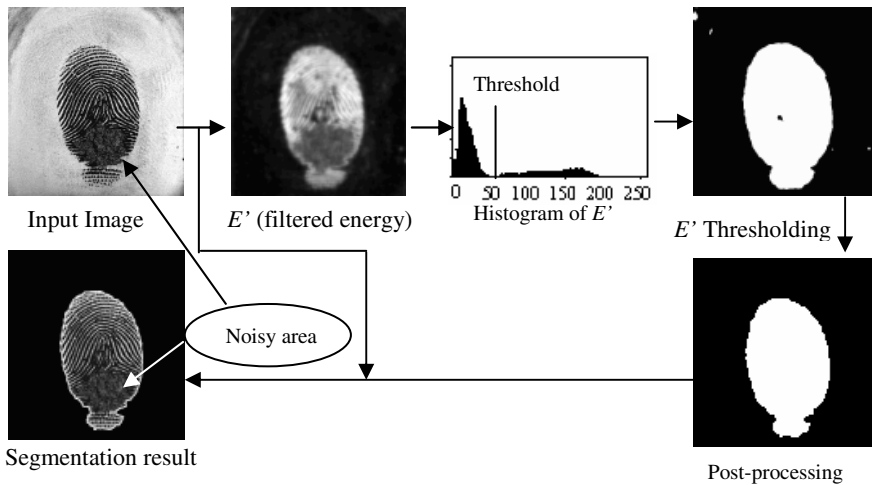 Threshold
0 50 100 150 200 250
Input Image
E’ (filtered energy)
Histogram of E’
E’ Thresholding
Noisy area
Segmentation result
Post-processing